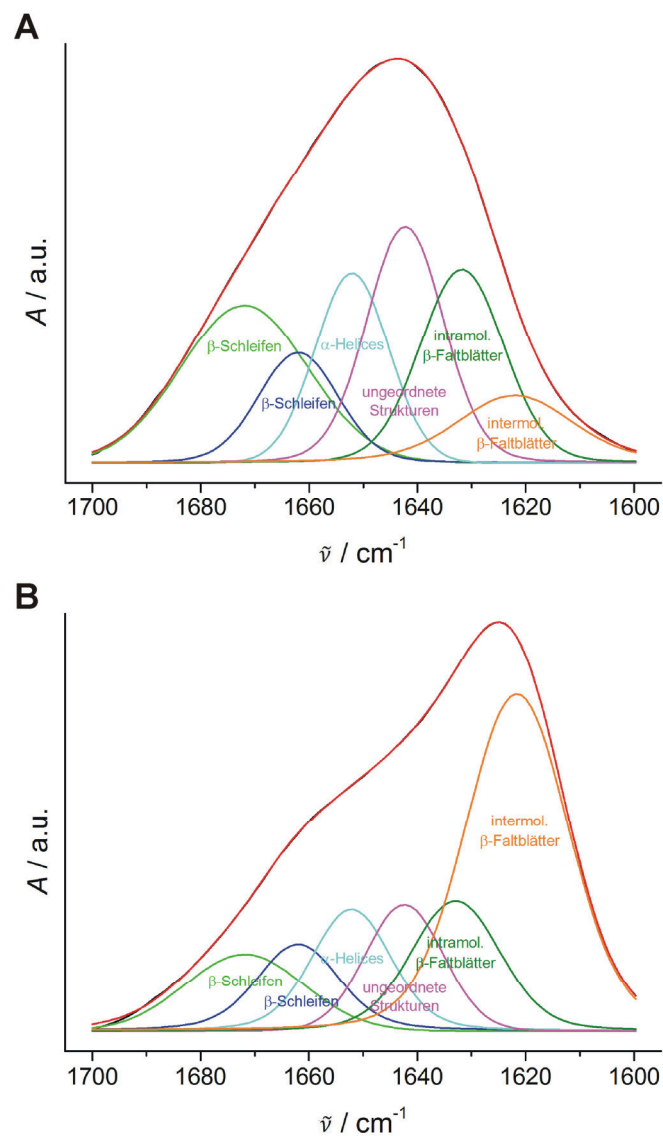 A
A / a.u.
β-Schleifen
α-Helices
intramol.
β-Faltblätter
β-Schleifen
ungeordnete
Strukturen
intermol.
β-Faltblätter
1700 1680 1660 1640 1620 1600
ν̃ / cm⁻¹
B
A / a.u.
intermol.
β-Faltblätter
α-Helices
intramol.
β-Faltblätter
β-Schleifen
β-Schleifen
ungeordnete
Strukturen
1700 1680 1660 1640 1620 1600
ν̃ / cm⁻¹